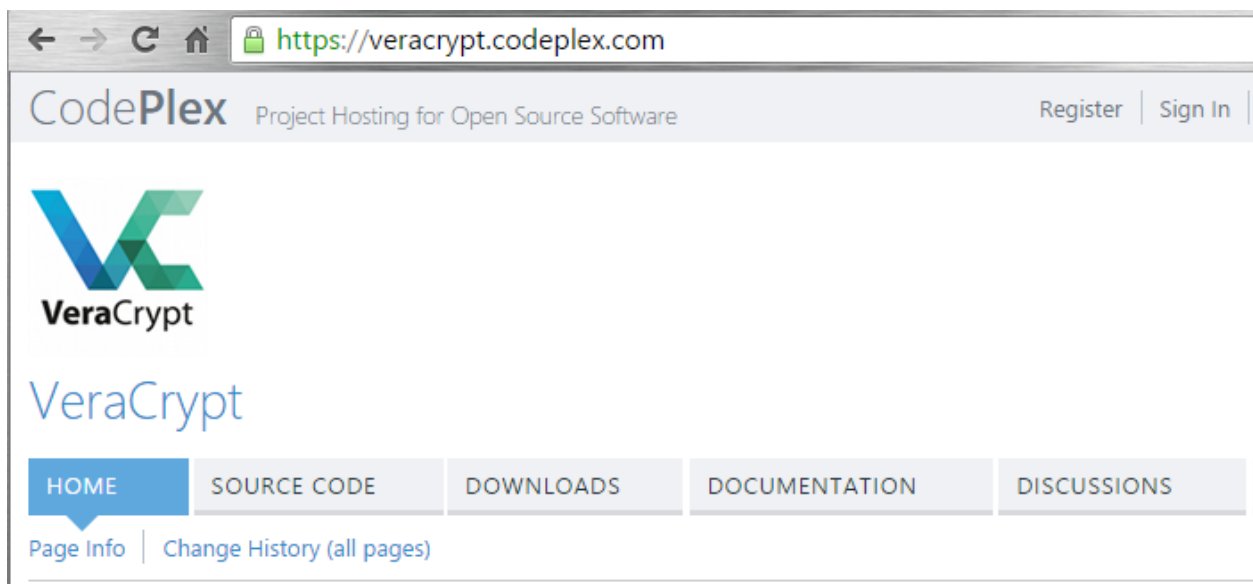 https://veracrypt.codeplex.com
CodePlex Project Hosting for Open Source Software Register Sign In
VeraCrypt
VeraCrypt
HOME SOURCE CODE DOWNLOADS DOCUMENTATION DISCUSSIONS
Page Info Change History (all pages)